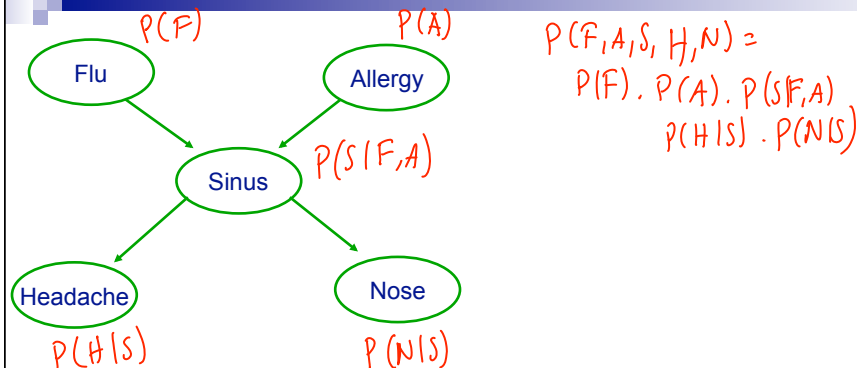 P(F)
P(A)
P(F,A,S,H,N) =
Flu
Allergy
P(F). P(A). P(S|F,A)
P(H|S). P(N|S)
Sinus
P(S|F,A)
Headache
Nose
P(H|S)
P(N|S)